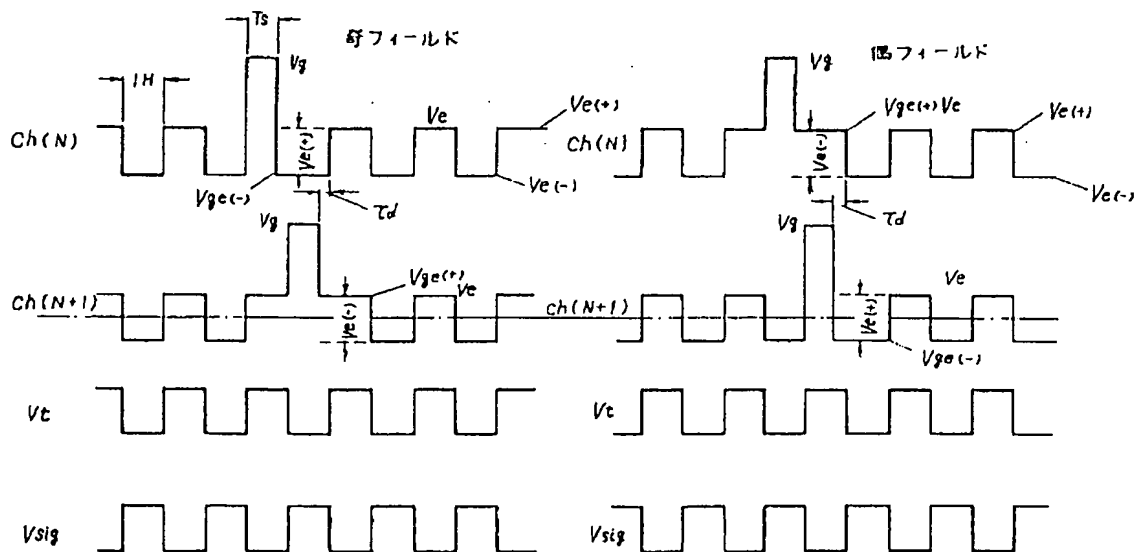 Ts
奇フィールド
Vg
1H
Ve
Ve(+)
Ch(N)
Ve(+)
Vge(-)
Ve(-)
τd
Vg
Vge(+)
Ve
Ch(N+1)
Ve(-)
Vt
Vsig
偶フィールド
Vg
Vge(+) Ve
Ve(+)
Ch(N)
Ve(-)
Ve(-)
τd
Vg
Ve
Ch(N+1)
Ve(+)
Vge(-)
Vt
Vsig